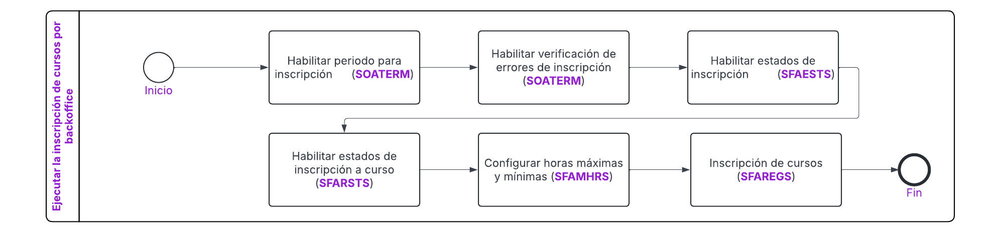 Ejecutar la inscripción de cursos por
backoffice
Inicio
Habilitar periodo para
inscripción (SOATERM)
Habilitar verificación de
errores de inscripción
(SOATERM)
Habilitar estados de
inscripción (SFAESTS)
Habilitar estados de
inscripción a curso
(SFARSTS)
Configurar horas máximas
y mínimas (SFAMHRS)
Inscripción de cursos
(SFAREGS)
Fin